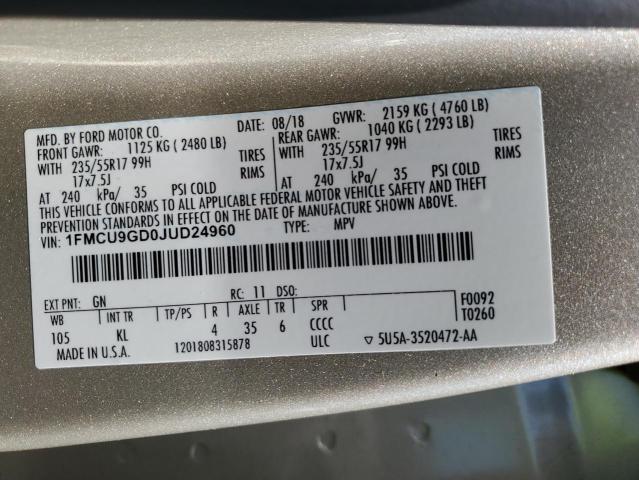 MFD. BY FORD MOTOR CO.
DATE: 08/18 GVWR: 2159 KG ( 4760 LB)
FRONT GAWR: 1125 KG ( 2480 LB) REAR GAWR: 1040 KG ( 2293 LB)
WITH 235/55R17 99H TIRES WITH 235/55R17 99H TIRES
17x7.5J RIMS 17x7.5J RIMS
AT 240 kPa/ 35 PSI COLD AT 240 kPa/ 35 PSI COLD
THIS VEHICLE CONFORMS TO ALL APPLICABLE FEDERAL MOTOR VEHICLE SAFETY AND THEFT
PREVENTION STANDARDS IN EFFECT ON THE DATE OF MANUFACTURE SHOWN ABOVE.
VIN: 1FMCU9GD0JUD24960 TYPE: MPV
EXT PNT: GN RC: 11 DSO: F0092
WB INT TR TP/PS R AXLE TR SPR T0260
105 KL 4 35 6 CCCC
MADE IN U.S.A. 1201808315878 ULC ▽ 5U5A-3520472-AA